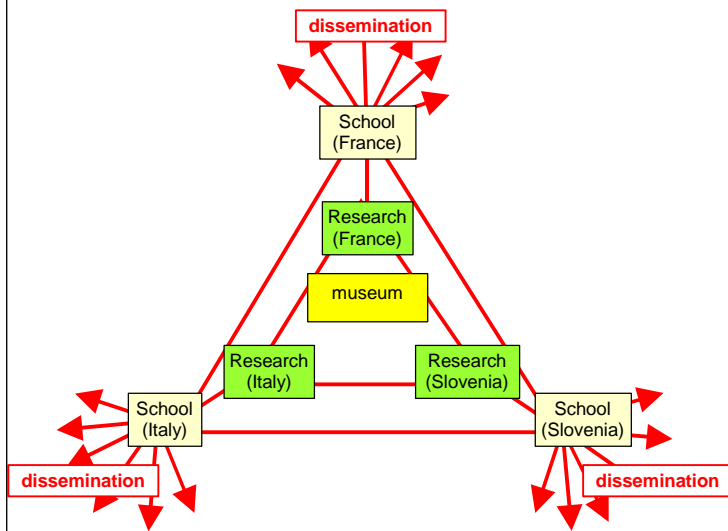 dissemination
School
(France)
Research
(France)
museum
Research
(Italy)
Research
(Slovenia)
School
(Italy)
School
(Slovenia)
dissemination
dissemination